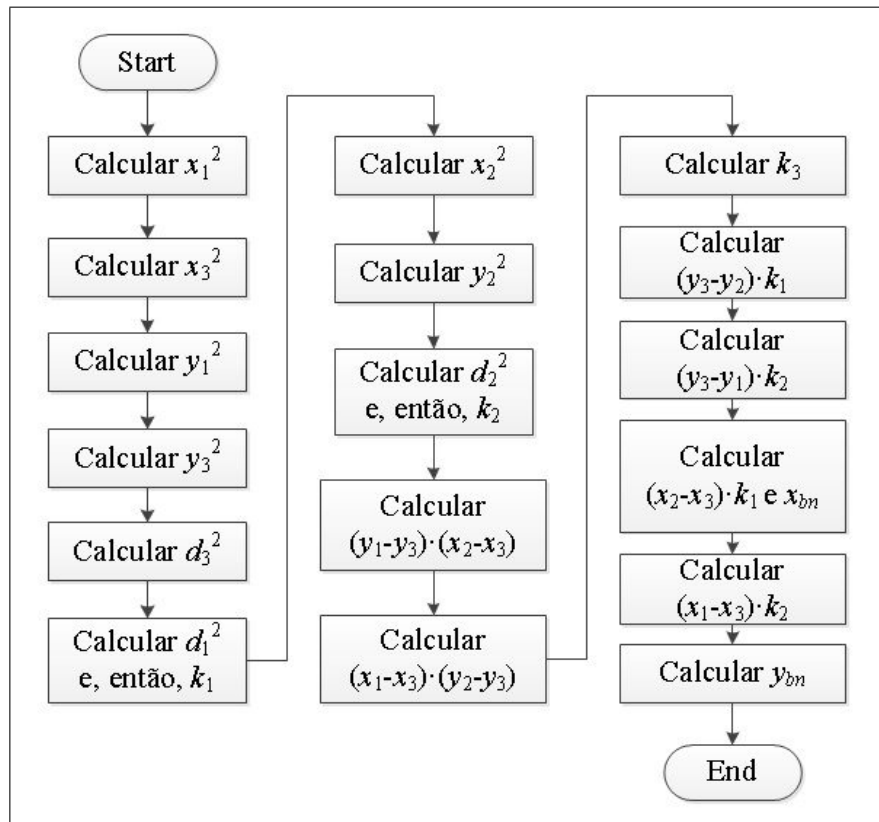 Start
Calcular x₁²
Calcular x₃²
Calcular y₁²
Calcular y₃²
Calcular d₃²
Calcular d₁²
e, então, k₁
Calcular x₂²
Calcular y₂²
Calcular d₂²
e, então, k₂
Calcular
(y₁-y₃)·(x₂-x₃)
Calcular
(x₁-x₃)·(y₂-y₃)
Calcular k₃
Calcular
(y₃-y₂)·k₁
Calcular
(y₃-y₁)·k₂
Calcular
(x₂-x₃)·k₁ e x_bn
Calcular
(x₁-x₃)·k₂
Calcular y_bn
End